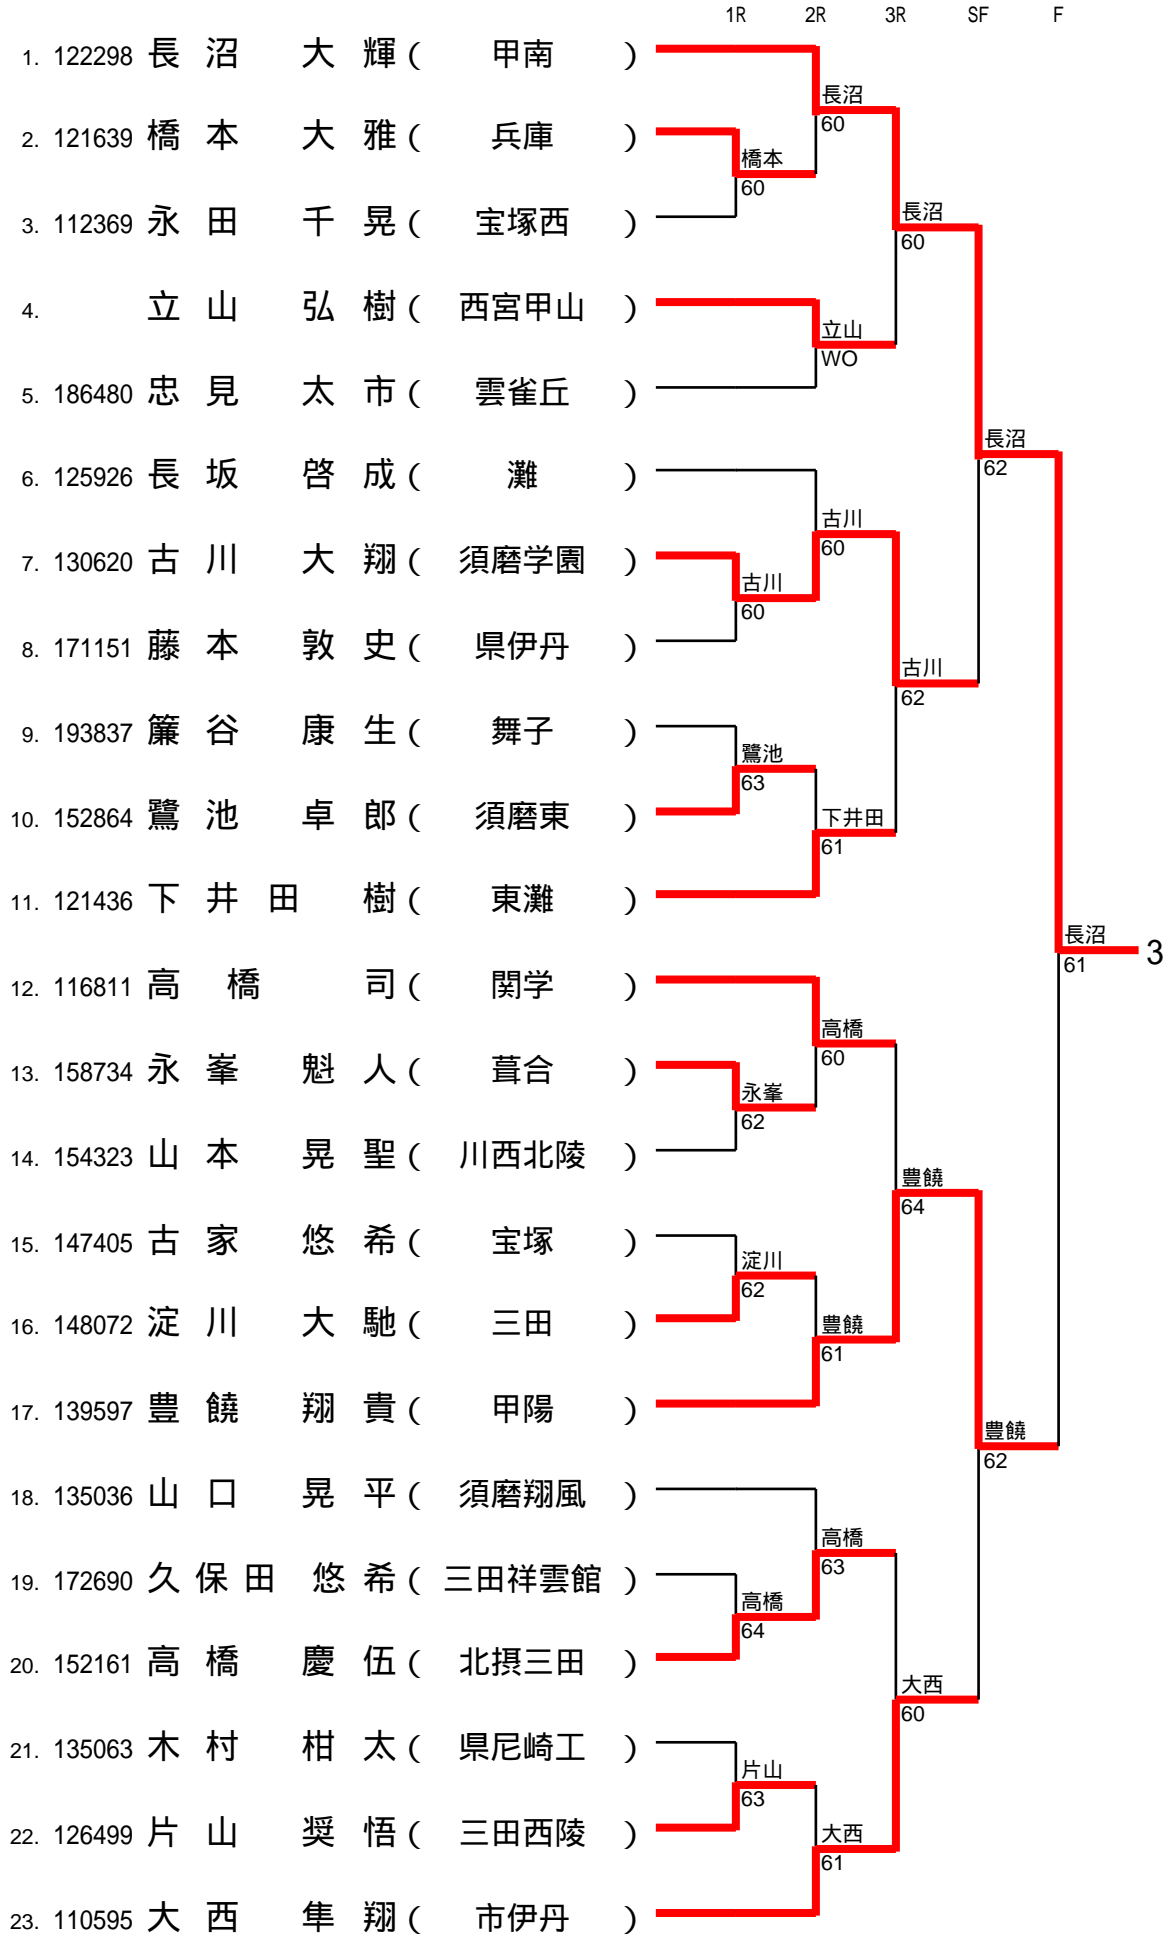 1R 2R 3R SF F
1. 122298 長沼 大輝 ( 甲南 )
長沼
60
2. 121639 橋本 大雅 ( 兵庫 )
橋本
60
3. 112369 永田 千晃 ( 宝塚西 )
長沼
60
4. 立山 弘樹 ( 西宮甲山 )
立山
WO
5. 186480 忠見 太市 ( 雲雀丘 )
長沼
62
6. 125926 長坂 啓成 ( 灘 )
古川
60
7. 130620 古川 大翔 ( 須磨学園 )
古川
60
8. 171151 藤本 敦史 ( 県伊丹 )
古川
62
9. 193837 簾谷 康生 ( 舞子 )
鷺池
63
10. 152864 鷺池 卓郎 ( 須磨東 )
下井田
61
11. 121436 下井田 樹 ( 東灘 )
長沼
61
3
12. 116811 高橋 司 ( 関学 )
高橋
60
13. 158734 永峯 魁人 ( 葺合 )
永峯
62
14. 154323 山本 晃聖 ( 川西北陵 )
豊饒
64
15. 147405 古家 悠希 ( 宝塚 )
淀川
62
16. 148072 淀川 大馳 ( 三田 )
豊饒
61
17. 139597 豊饒 翔貴 ( 甲陽 )
豊饒
62
18. 135036 山口 晃平 ( 須磨翔風 )
高橋
63
19. 172690 久保田 悠希 ( 三田祥雲館 )
高橋
64
20. 152161 高橋 慶伍 ( 北摂三田 )
大西
60
21. 135063 木村 柑太 ( 県尼崎工 )
片山
63
22. 126499 片山 奨悟 ( 三田西陵 )
大西
61
23. 110595 大西 隼翔 ( 市伊丹 )